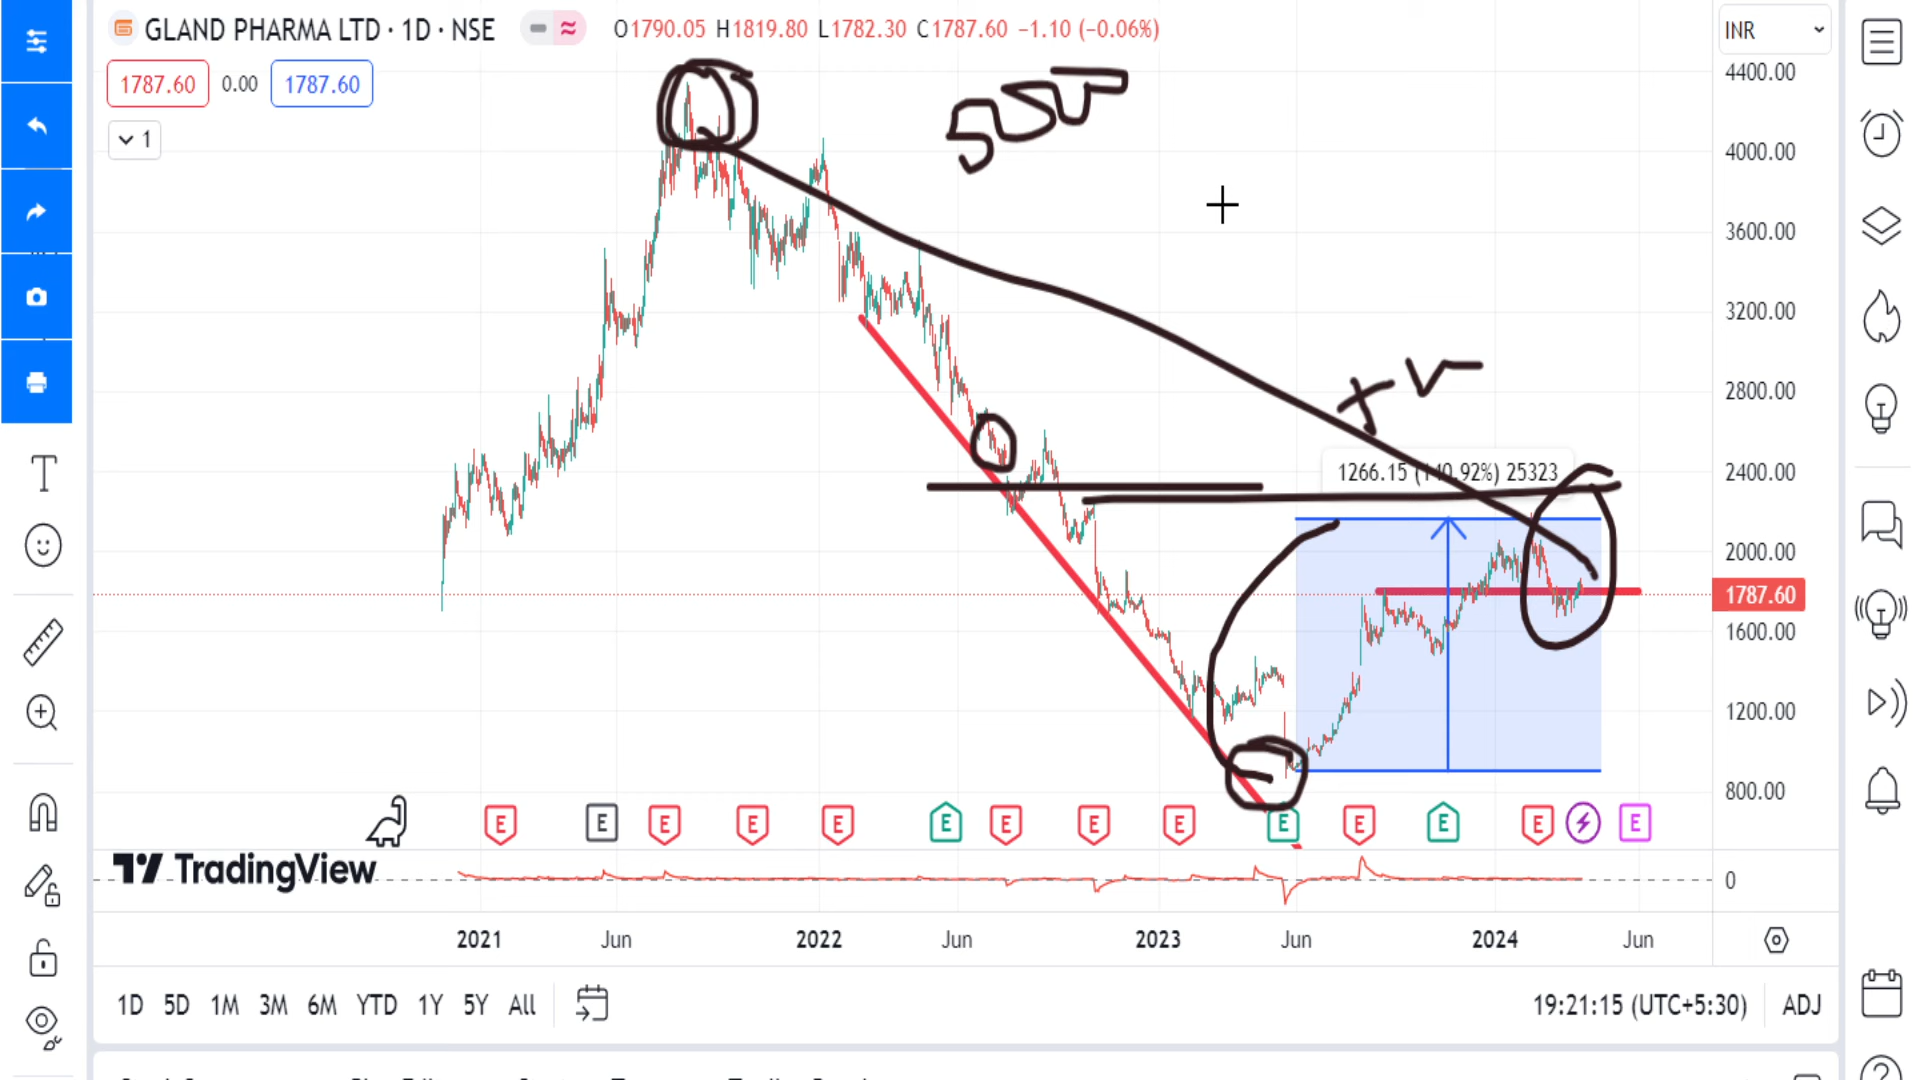 GLAND PHARMA LTD · 1D · NSE O1790.05 H1819.80 L1782.30 C1787.60 −1.10 (−0.06%)
INR
1787.60 0.00 1787.60
1
4400.00
4000.00
3600.00
3200.00
2800.00
2400.00
2000.00
1787.60
1600.00
1200.00
800.00
0
E E E E E E E E E E E E E E
TradingView
2021 Jun 2022 Jun 2023 Jun 2024 Jun
1D 5D 1M 3M 6M YTD 1Y 5Y All
19:21:15 (UTC+5:30) ADJ